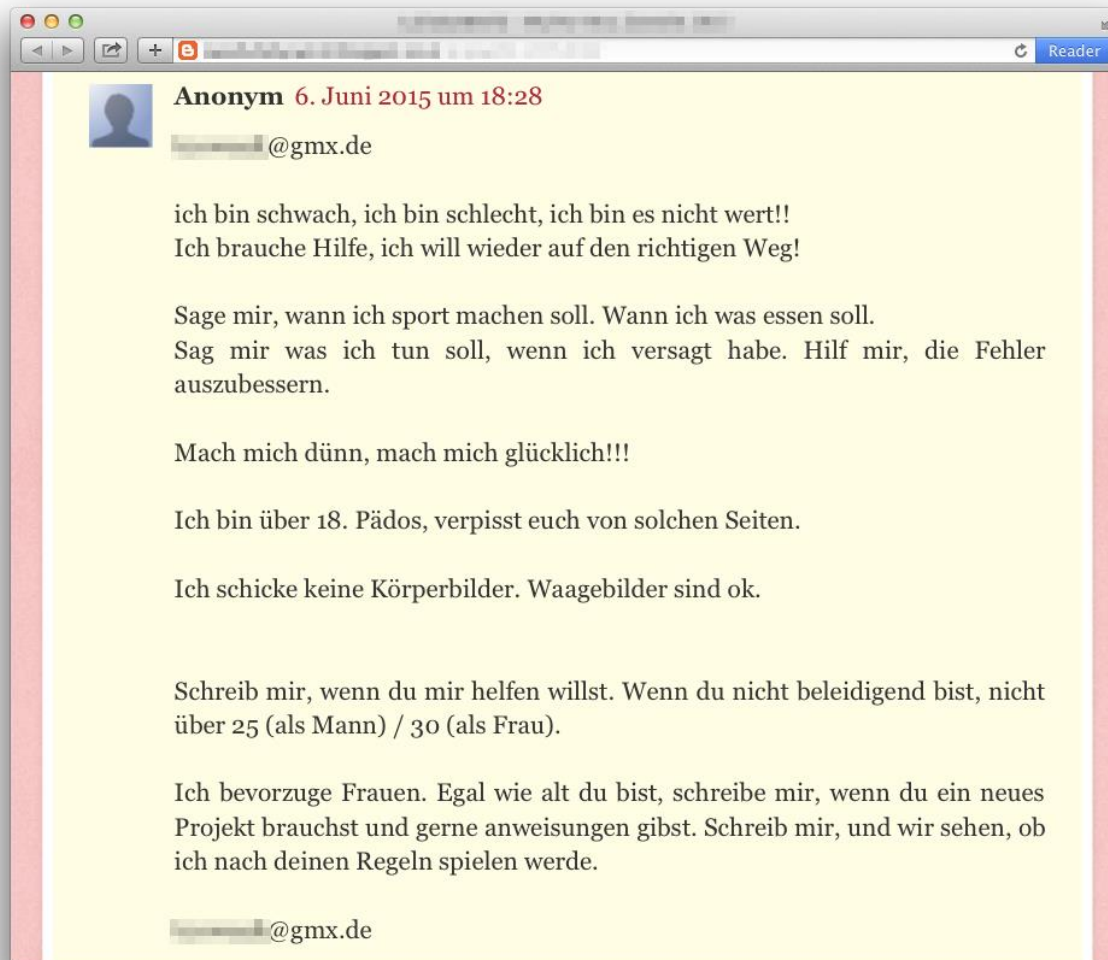 Reader
Anonym 6. Juni 2015 um 18:28
@gmx.de
ich bin schwach, ich bin schlecht, ich bin es nicht wert!!
Ich brauche Hilfe, ich will wieder auf den richtigen Weg!
Sage mir, wann ich sport machen soll. Wann ich was essen soll.
Sag mir was ich tun soll, wenn ich versagt habe. Hilf mir, die Fehler
auszubessern.
Mach mich dünn, mach mich glücklich!!!
Ich bin über 18. Pädos, verpisst euch von solchen Seiten.
Ich schicke keine Körperbilder. Waagebilder sind ok.
Schreib mir, wenn du mir helfen willst. Wenn du nicht beleidigend bist, nicht
über 25 (als Mann) / 30 (als Frau).
Ich bevorzuge Frauen. Egal wie alt du bist, schreibe mir, wenn du ein neues
Projekt brauchst und gerne anweisungen gibst. Schreib mir, und wir sehen, ob
ich nach deinen Regeln spielen werde.
@gmx.de